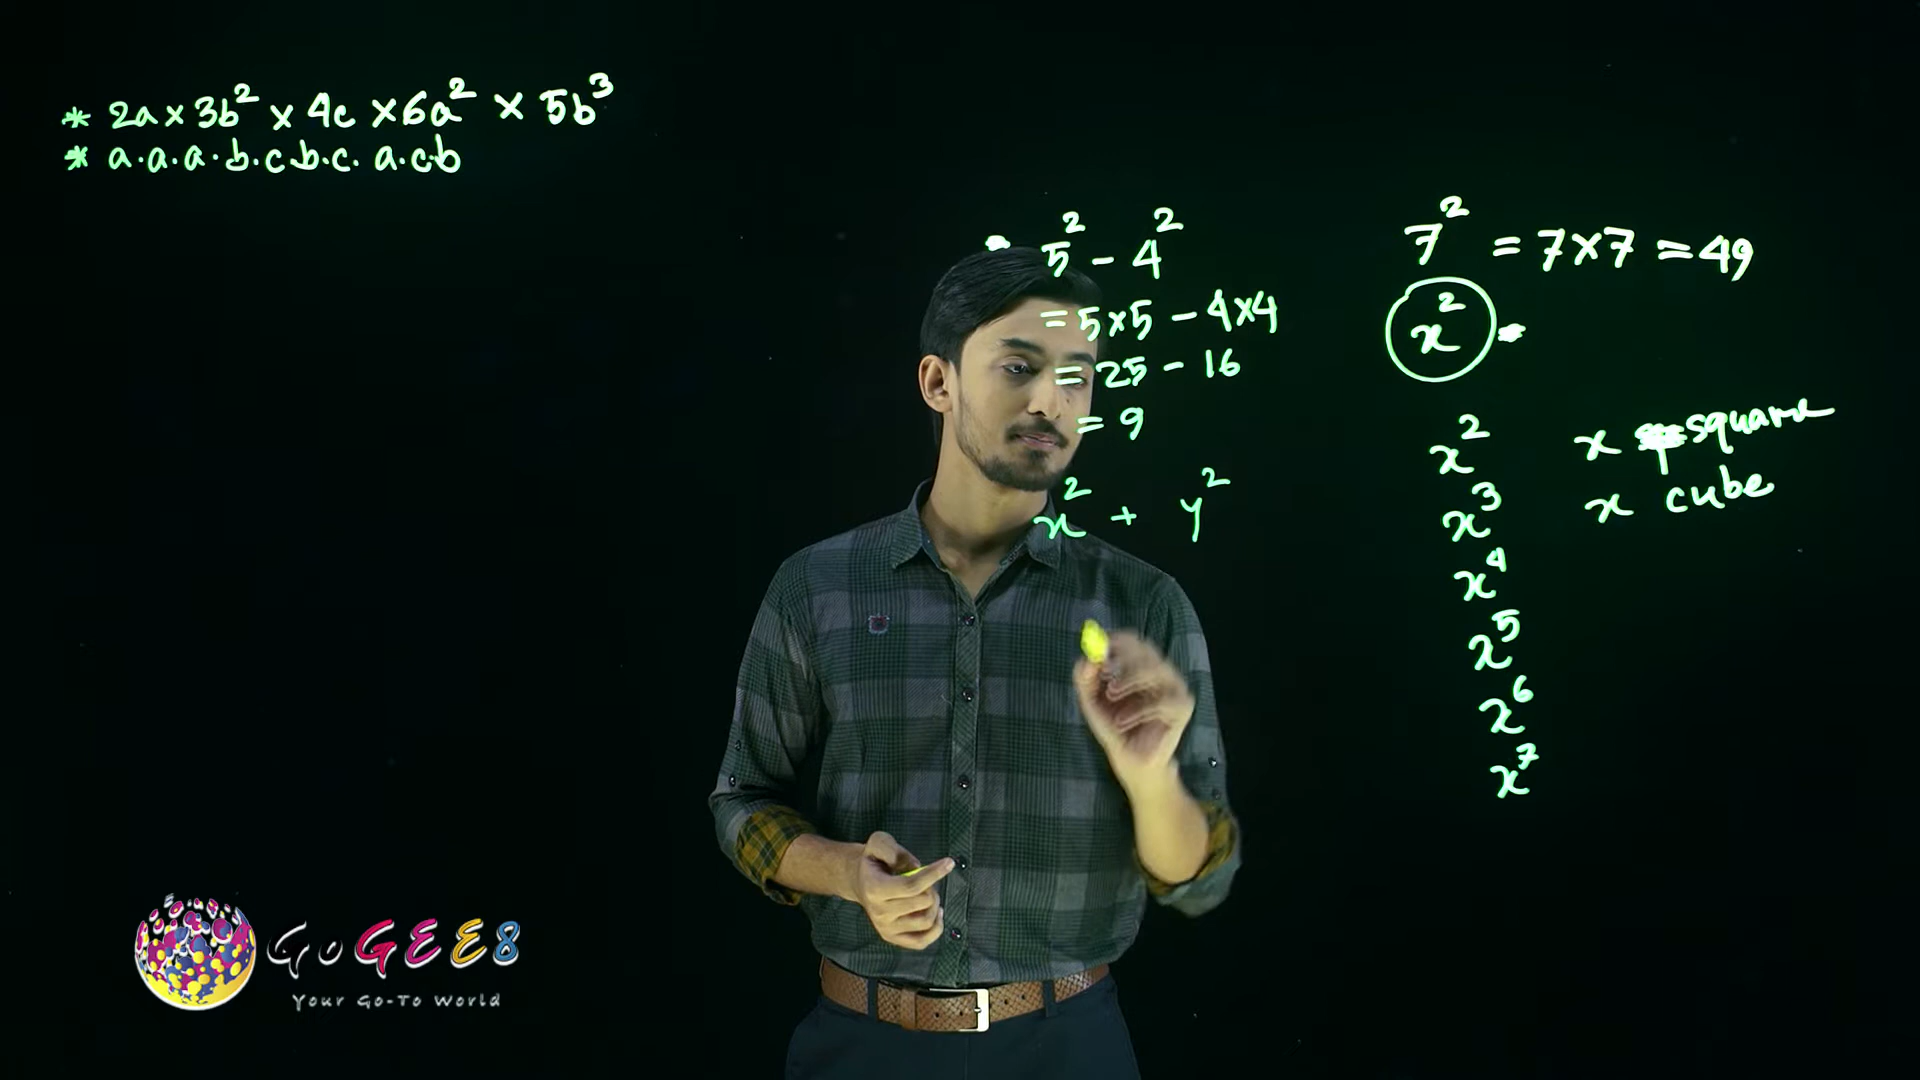 * 2a × 3b² × 4c × 6a² × 5b³
* a.a.a.b.c.b.c. a.c.b
5² - 4²
= 5×5 - 4×4
= 25 - 16
= 9
x² + y²
7² = 7×7 = 49
x²
x² x square
x³ x cube
x⁴
x⁵
x⁶
x⁷
GoGEE8
Your Go-To World